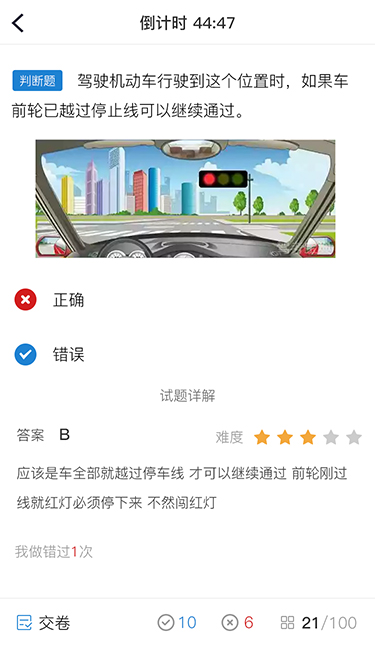 倒计时 44:47
判断题 驾驶机动车行驶到这个位置时，如果车
前轮已越过停止线可以继续通过。
正确
错误
试题详解
答案 B 难度
应该是车全部就越过停车线 才可以继续通过 前轮刚过
线就红灯必须停下来 不然闯红灯
我做错过1次
交卷 10 6 21/100